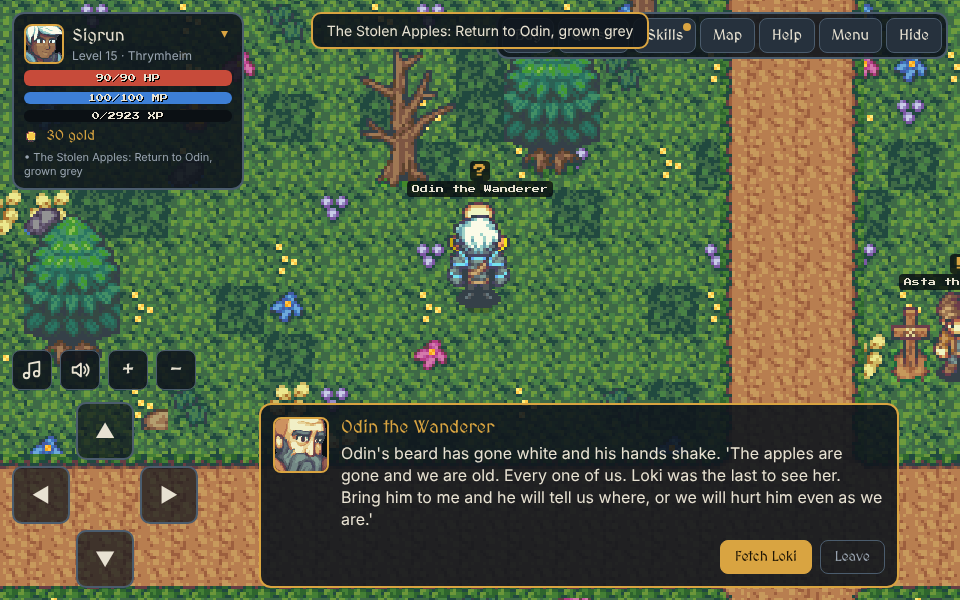 Sigrun
Level 15 · Thrymheim
90/90 HP
100/100 MP
0/2923 XP
30 gold
• The Stolen Apples: Return to Odin,
grown grey
The Stolen Apples: Return to Odin, grown grey
Skills
Map
Help
Menu
Hide
?
Odin the Wanderer
Asta th
Odin the Wanderer
Odin's beard has gone white and his hands shake. 'The apples are
gone and we are old. Every one of us. Loki was the last to see her.
Bring him to me and he will tell us where, or we will hurt him even as we
are.'
Fetch Loki
Leave